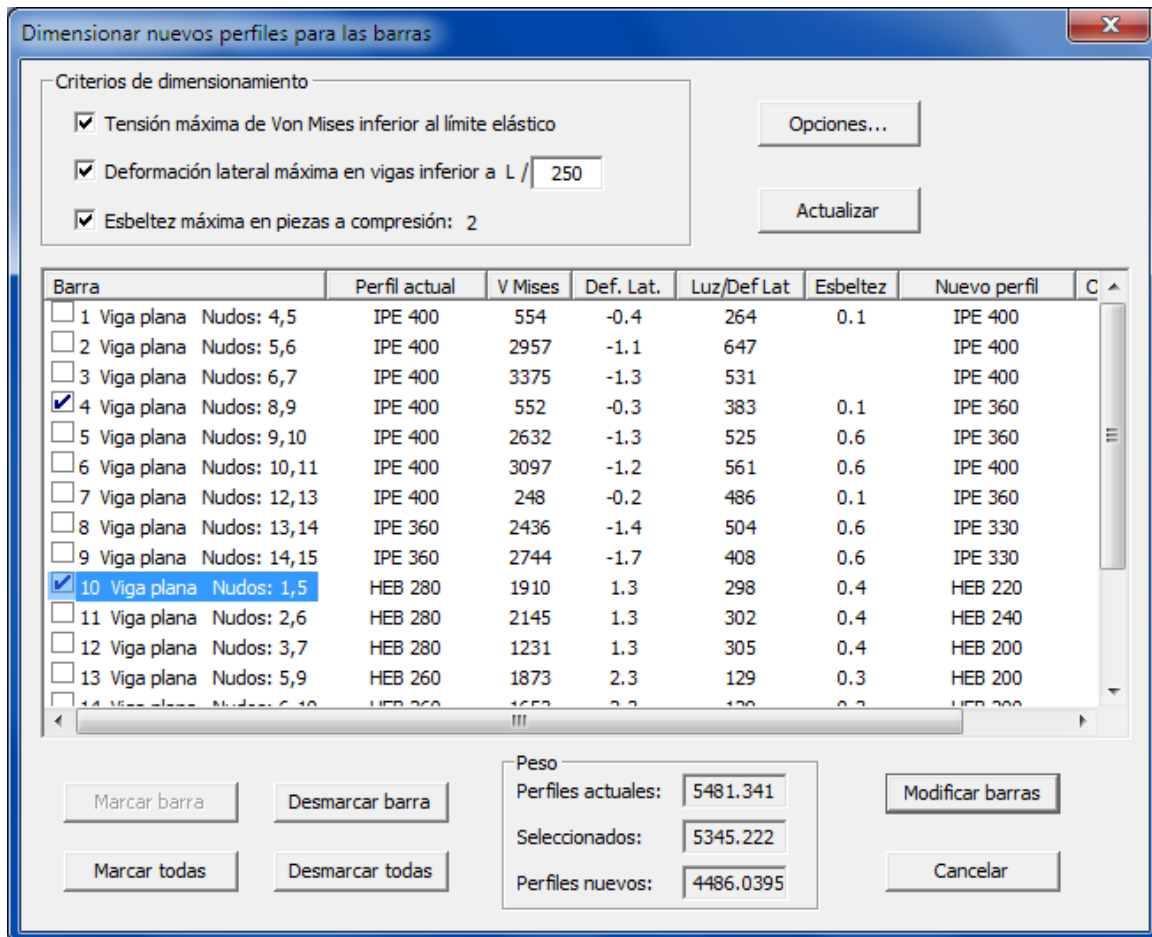 Dimensionar nuevos perfiles para las barras
Criterios de dimensionamiento
Tensión máxima de Von Mises inferior al límite elástico
Deformación lateral máxima en vigas inferior a L / 250
Esbeltez máxima en piezas a compresión: 2
Opciones...
Actualizar
Barra Perfil actual V Mises Def. Lat. Luz/Def Lat Esbeltez Nuevo perfil
1 Viga plana Nudos: 4,5 IPE 400 554 -0.4 264 0.1 IPE 400
2 Viga plana Nudos: 5,6 IPE 400 2957 -1.1 647 IPE 400
3 Viga plana Nudos: 6,7 IPE 400 3375 -1.3 531 IPE 400
4 Viga plana Nudos: 8,9 IPE 400 552 -0.3 383 0.1 IPE 360
5 Viga plana Nudos: 9,10 IPE 400 2632 -1.3 525 0.6 IPE 360
6 Viga plana Nudos: 10,11 IPE 400 3097 -1.2 561 0.6 IPE 400
7 Viga plana Nudos: 12,13 IPE 400 248 -0.2 486 0.1 IPE 360
8 Viga plana Nudos: 13,14 IPE 360 2436 -1.4 504 0.6 IPE 330
9 Viga plana Nudos: 14,15 IPE 360 2744 -1.7 408 0.6 IPE 330
10 Viga plana Nudos: 1,5 HEB 280 1910 1.3 298 0.4 HEB 220
11 Viga plana Nudos: 2,6 HEB 280 2145 1.3 302 0.4 HEB 240
12 Viga plana Nudos: 3,7 HEB 280 1231 1.3 305 0.4 HEB 200
13 Viga plana Nudos: 5,9 HEB 260 1873 2.3 129 0.3 HEB 200
Marcar barra
Desmarcar barra
Marcar todas
Desmarcar todas
Peso
Perfiles actuales: 5481.341
Seleccionados: 5345.222
Perfiles nuevos: 4486.0395
Modificar barras
Cancelar